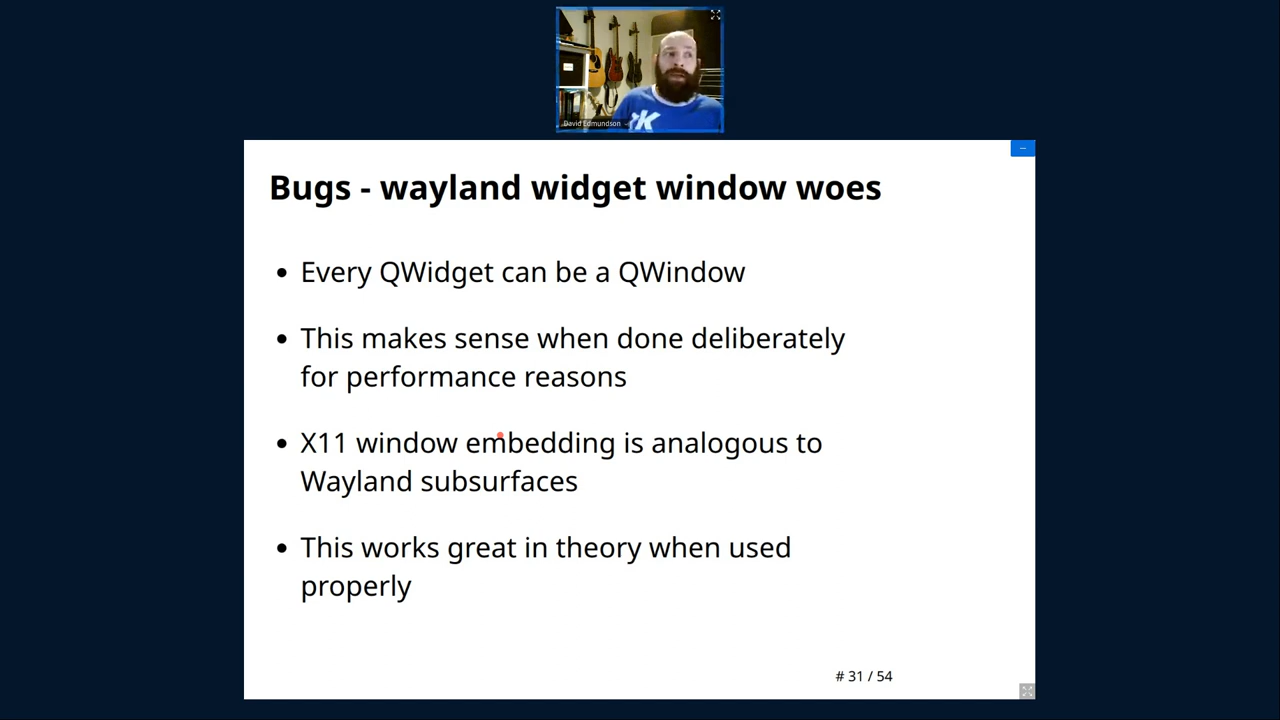 David Edmundson
Bugs - wayland widget window woes
• Every QWidget can be a QWindow
• This makes sense when done deliberately
for performance reasons
• X11 window embedding is analogous to
Wayland subsurfaces
• This works great in theory when used
properly
# 31 / 54